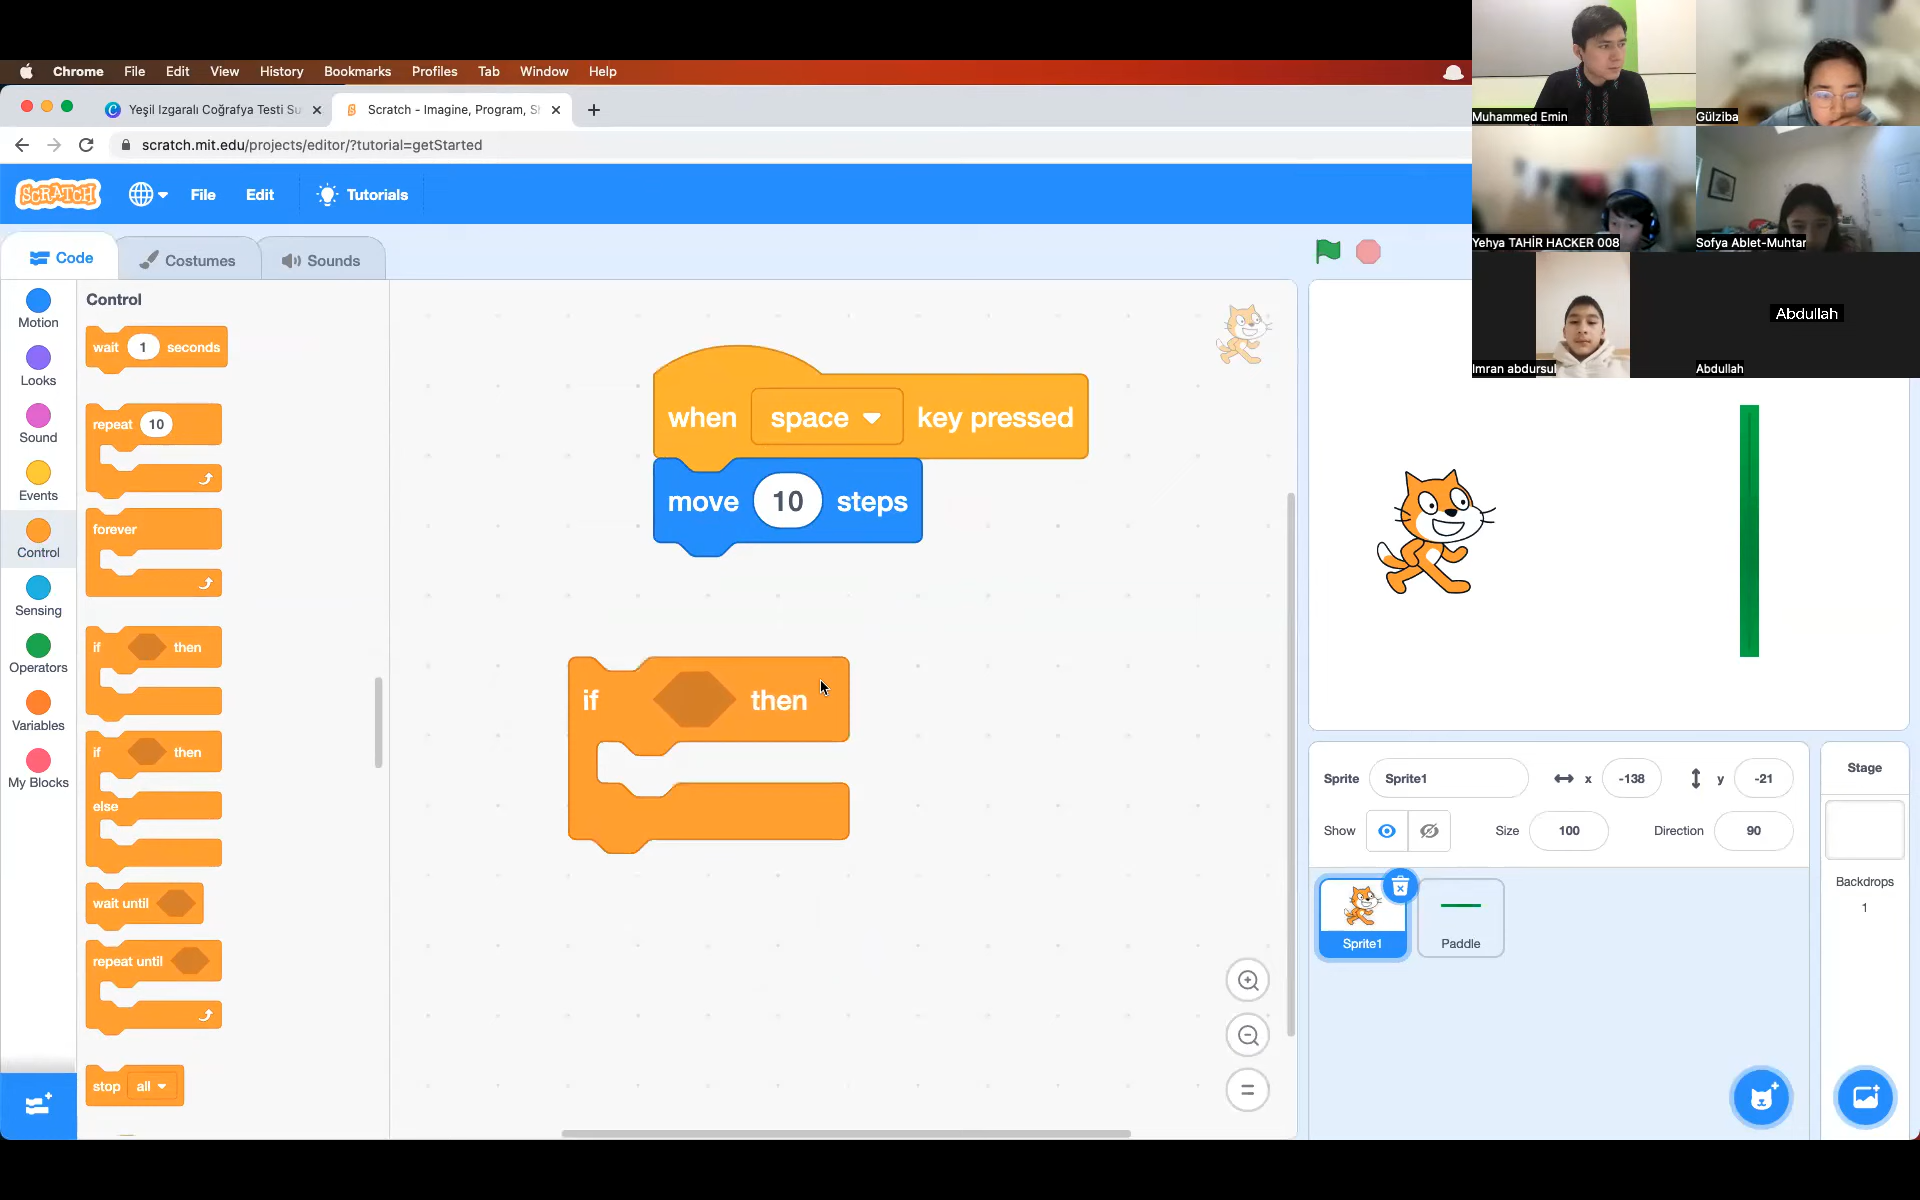 Chrome File Edit View History Bookmarks Profiles Tab Window Help
Yeşil Izgaralı Coğrafya Testi Su
Scratch - Imagine, Program, S
scratch.mit.edu/projects/editor/?tutorial=getStarted
SCRATCH File Edit Tutorials
Code Costumes Sounds
Motion
Looks
Sound
Events
Control
Sensing
Operators
Variables
My Blocks
Control
wait 1 seconds
repeat 10
forever
if then
if then
else
wait until
repeat until
stop all
when space key pressed
move 10 steps
if then
Muhammed Emin
Gülziba
Yehya TAHİR HACKER 008
Sofya Ablet-Muhtar
Imran abdursul
Abdullah
Abdullah
Sprite Sprite1 x -138 y -21
Show Size 100 Direction 90
Sprite1
Paddle
Stage
Backdrops
1